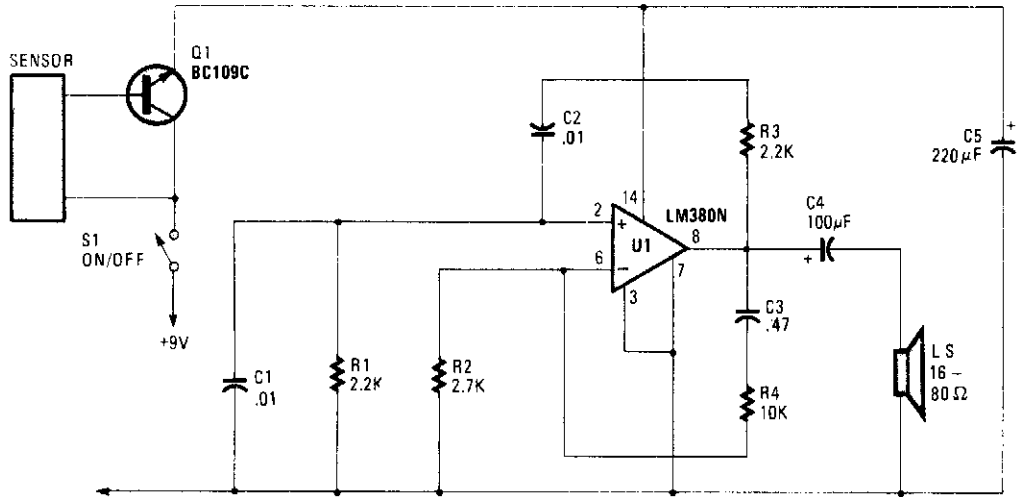 SENSOR
Q1
BC109C
S1
ON/OFF
+9V
C2
.01
R3
2.2K
C5
220µF
+
14
LM380N
C4
100µF
+
2
+
U1
8
6
−
7
3
C3
.47
C1
.01
R1
2.2K
R2
2.7K
R4
10K
LS
16 –
80Ω